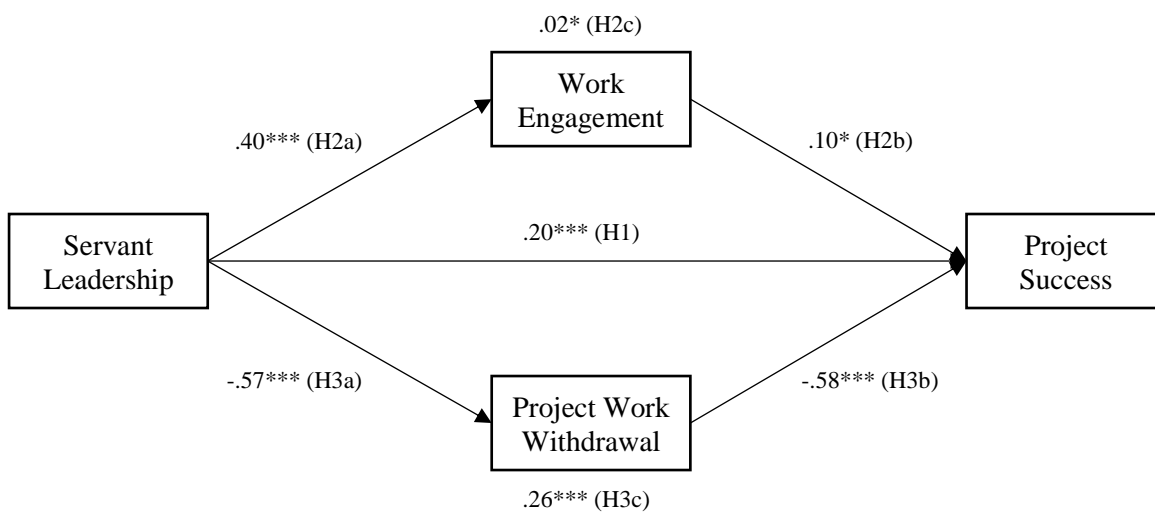 .02* (H2c)
Work
Engagement
.40*** (H2a)
.10* (H2b)
.20*** (H1)
Servant
Leadership
Project
Success
-.57*** (H3a)
-.58*** (H3b)
Project Work
Withdrawal
.26*** (H3c)